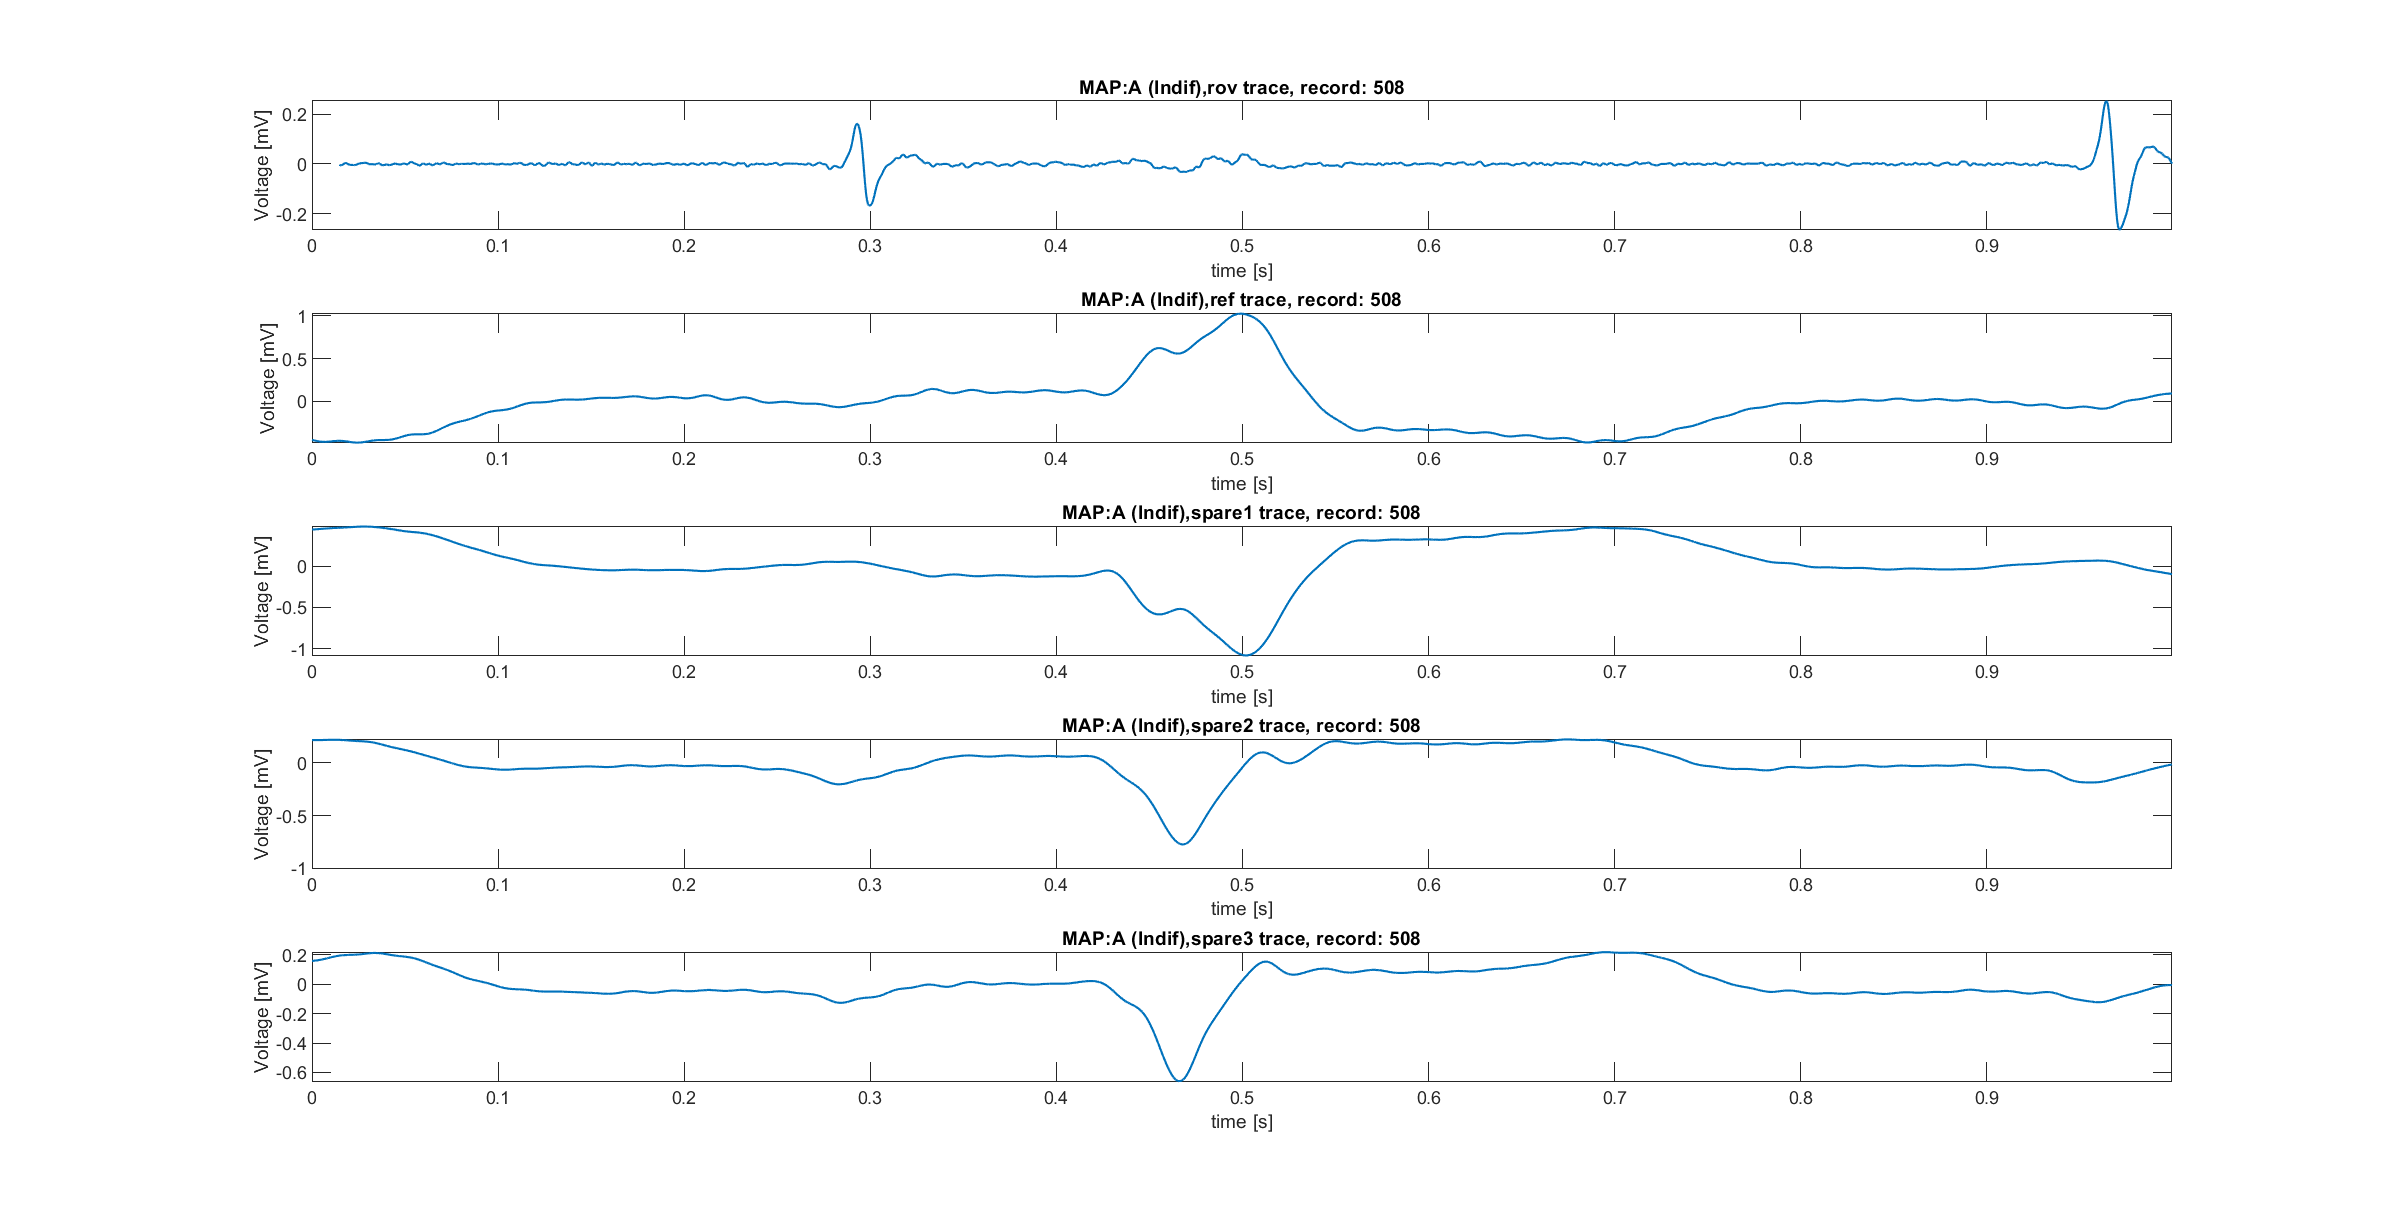 MAP:A (Indif),rov trace, record: 508
Voltage [mV]
0.2
0
-0.2
0 0.1 0.2 0.3 0.4 0.5 0.6 0.7 0.8 0.9
time [s]
MAP:A (Indif),ref trace, record: 508
Voltage [mV]
1
0.5
0
0 0.1 0.2 0.3 0.4 0.5 0.6 0.7 0.8 0.9
time [s]
MAP:A (Indif),spare1 trace, record: 508
Voltage [mV]
0
-0.5
-1
0 0.1 0.2 0.3 0.4 0.5 0.6 0.7 0.8 0.9
time [s]
MAP:A (Indif),spare2 trace, record: 508
Voltage [mV]
0
-0.5
-1
0 0.1 0.2 0.3 0.4 0.5 0.6 0.7 0.8 0.9
time [s]
MAP:A (Indif),spare3 trace, record: 508
Voltage [mV]
0.2
0
-0.2
-0.4
-0.6
0 0.1 0.2 0.3 0.4 0.5 0.6 0.7 0.8 0.9
time [s]